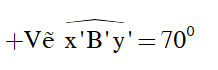 +Vẽ x'B'y' = 70⁰